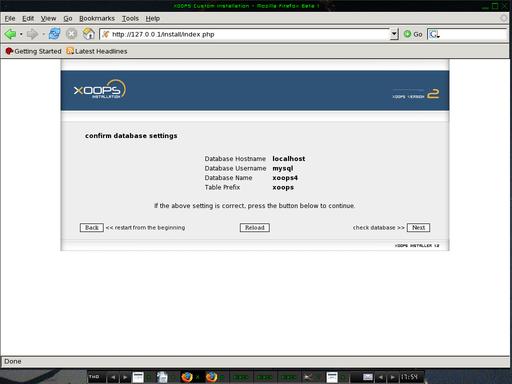 XOOPS Custom Installation - Mozilla Firefox Beta 1
File Edit View Go Bookmarks Tools Help
http://127.0.0.1/install/index.php Go
Getting Started Latest Headlines
XOOPS
INSTALLATION
XOOPS VERSION 2
confirm database settings
Database Hostname localhost
Database Username mysql
Database Name xoops4
Table Prefix xoops
If the above setting is correct, press the button below to continue.
Back << restart from the beginning Reload check database >> Next
XOOPS INSTALLER 1.2
Done
TWO 17:54